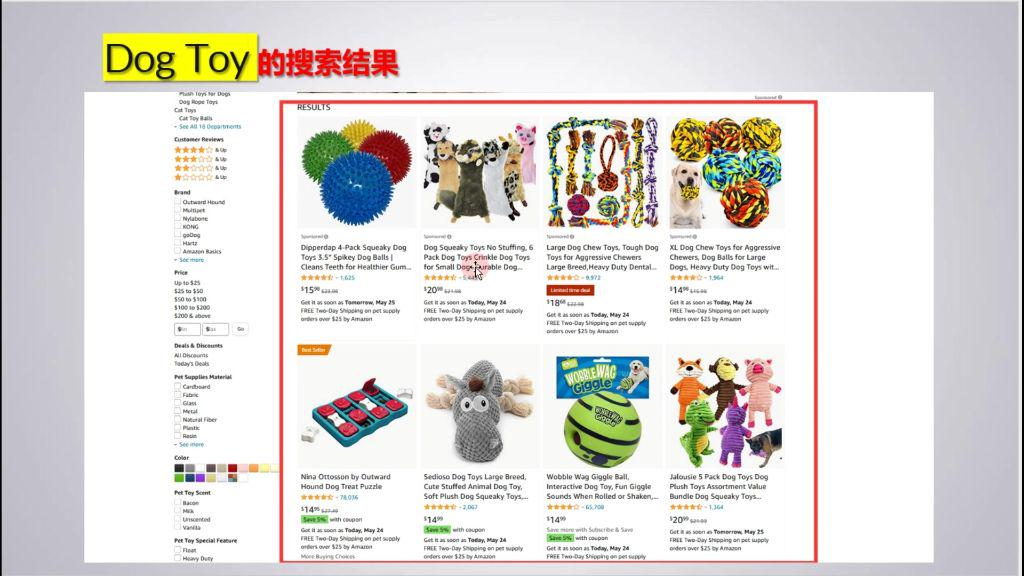 Dog Toy 的搜索结果
Plush Toys for Dogs
Dog Rope Toys
Cat Toys
Cat Toy Balls
See All 18 Departments
Customer Reviews
& Up
& Up
& Up
& Up
Brand
Outward Hound
Multipet
Nylabone
KONG
goDog
Hartz
Amazon Basics
See more
Price
Up to $25
$25 to $50
$50 to $100
$100 to $200
$200 & above
Go
Deals & Discounts
All Discounts
Today's Deals
Pet Supplies Material
Cardboard
Fabric
Glass
Metal
Natural Fiber
Plastic
Resin
See more
Color
Pet Toy Scent
Bacon
Milk
Unscented
Vanilla
Pet Toy Special Feature
Float
Heavy Duty
Sponsored
RESULTS
Sponsored
Dipperdap 4-Pack Squeaky Dog
Toys 3.5" Spikey Dog Balls |
Cleans Teeth for Healthier Gum...
1,625
$15.98 $23.98
Get it as soon as Tomorrow, May 25
FREE Two-Day Shipping on pet supply
orders over $25 by Amazon
Sponsored
Dog Squeaky Toys No Stuffing, 6
Pack Dog Toys Crinkle Dog Toys
for Small Dog Durable Dog...
$20.98 $21.98
Get it as soon as Today, May 24
FREE Two-Day Shipping on pet supply
orders over $25 by Amazon
Sponsored
Large Dog Chew Toys, Tough Dog
Toys for Aggressive Chewers
Large Breed,Heavy Duty Dental...
9,972
Limited time deal
$18.68 $22.98
Get it as soon as Today, May 24
FREE Two-Day Shipping on pet supply
orders over $25 by Amazon
Sponsored
XL Dog Chew Toys for Aggressive
Chewers, Dog Balls for Large
Dogs, Heavy Duty Dog Toys wit...
1,964
$14.98 $15.98
Get it as soon as Today, May 24
FREE Two-Day Shipping on pet supply
orders over $25 by Amazon
Best Seller
Nina Ottosson by Outward
Hound Dog Treat Puzzle
78,036
$14.95 $27.49
Save 5% with coupon
Get it as soon as Today, May 24
FREE Two-Day Shipping on pet supply
orders over $25 by Amazon
More Buying Choices
Sedioso Dog Toys Large Breed,
Cute Stuffed Animal Dog Toy,
Soft Plush Dog Squeaky Toys,...
2,067
$14.99
Save 5% with coupon
Get it as soon as Today, May 24
FREE Two-Day Shipping on pet supply
orders over $25 by Amazon
WOBBLE WAG
Giggle
Wobble Wag Giggle Ball,
Interactive Dog Toy, Fun Giggle
Sounds When Rolled or Shaken,...
65,708
$14.99
Save more with Subscribe & Save
Save 5% with coupon
Get it as soon as Today, May 24
FREE Two-Day Shipping on pet supply
orders over $25 by Amazon
Jalousie 5 Pack Dog Toys Dog
Plush Toys Assortment Value
Bundle Dog Squeaky Toys...
1,364
$20.99 $21.99
Get it as soon as Tomorrow, May 25
FREE Two-Day Shipping on pet supply
orders over $25 by Amazon